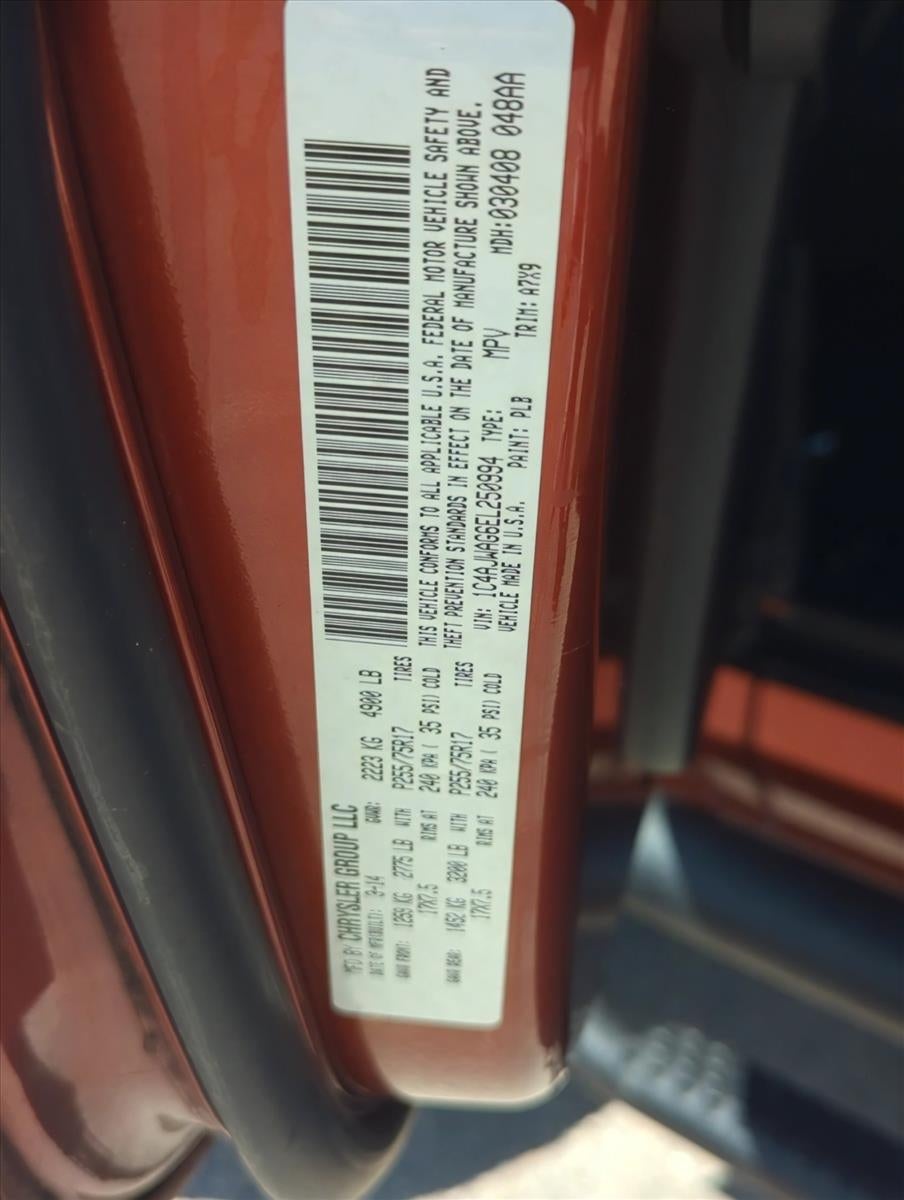 MFD BY CHRYSLER GROUP LLC
DATE OF MFR(BUILT): 3-14 GVWR: 2223 KG 4900 LB
GAWR FRONT: 1259 KG 2775 LB WITH P255/75R17 TIRES
17X7.5 RIMS AT 240 KPA ( 35 PSI) COLD
GAWR REAR: 1452 KG 3200 LB WITH P255/75R17 TIRES
17X7.5 RIMS AT 240 KPA ( 35 PSI) COLD
THIS VEHICLE CONFORMS TO ALL APPLICABLE U.S.A. FEDERAL MOTOR VEHICLE SAFETY AND
THEFT PREVENTION STANDARDS IN EFFECT ON THE DATE OF MANUFACTURE SHOWN ABOVE.
VIN: 1C4AJWAG6EL250994 TYPE: MPV MDH:030408 048AA
VEHICLE MADE IN U.S.A. PAINT: PLB TRIM: A7X9